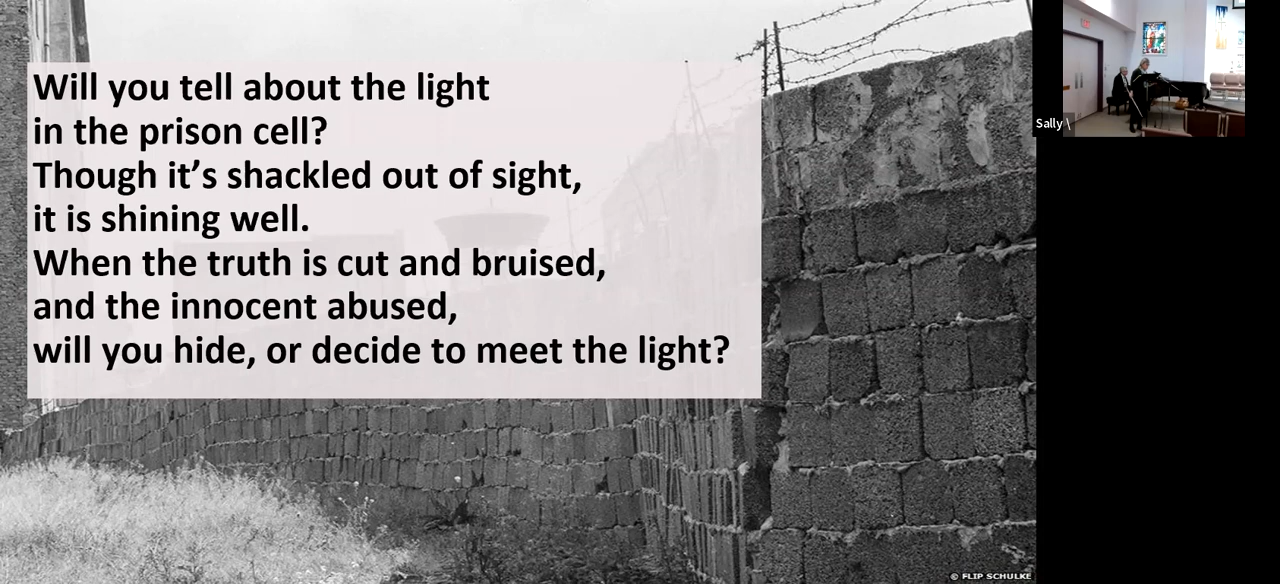 Will you tell about the light
in the prison cell?
Though it’s shackled out of sight,
it is shining well.
When the truth is cut and bruised,
and the innocent abused,
will you hide, or decide to meet the light?
Sally \
© FLIP SCHULKE